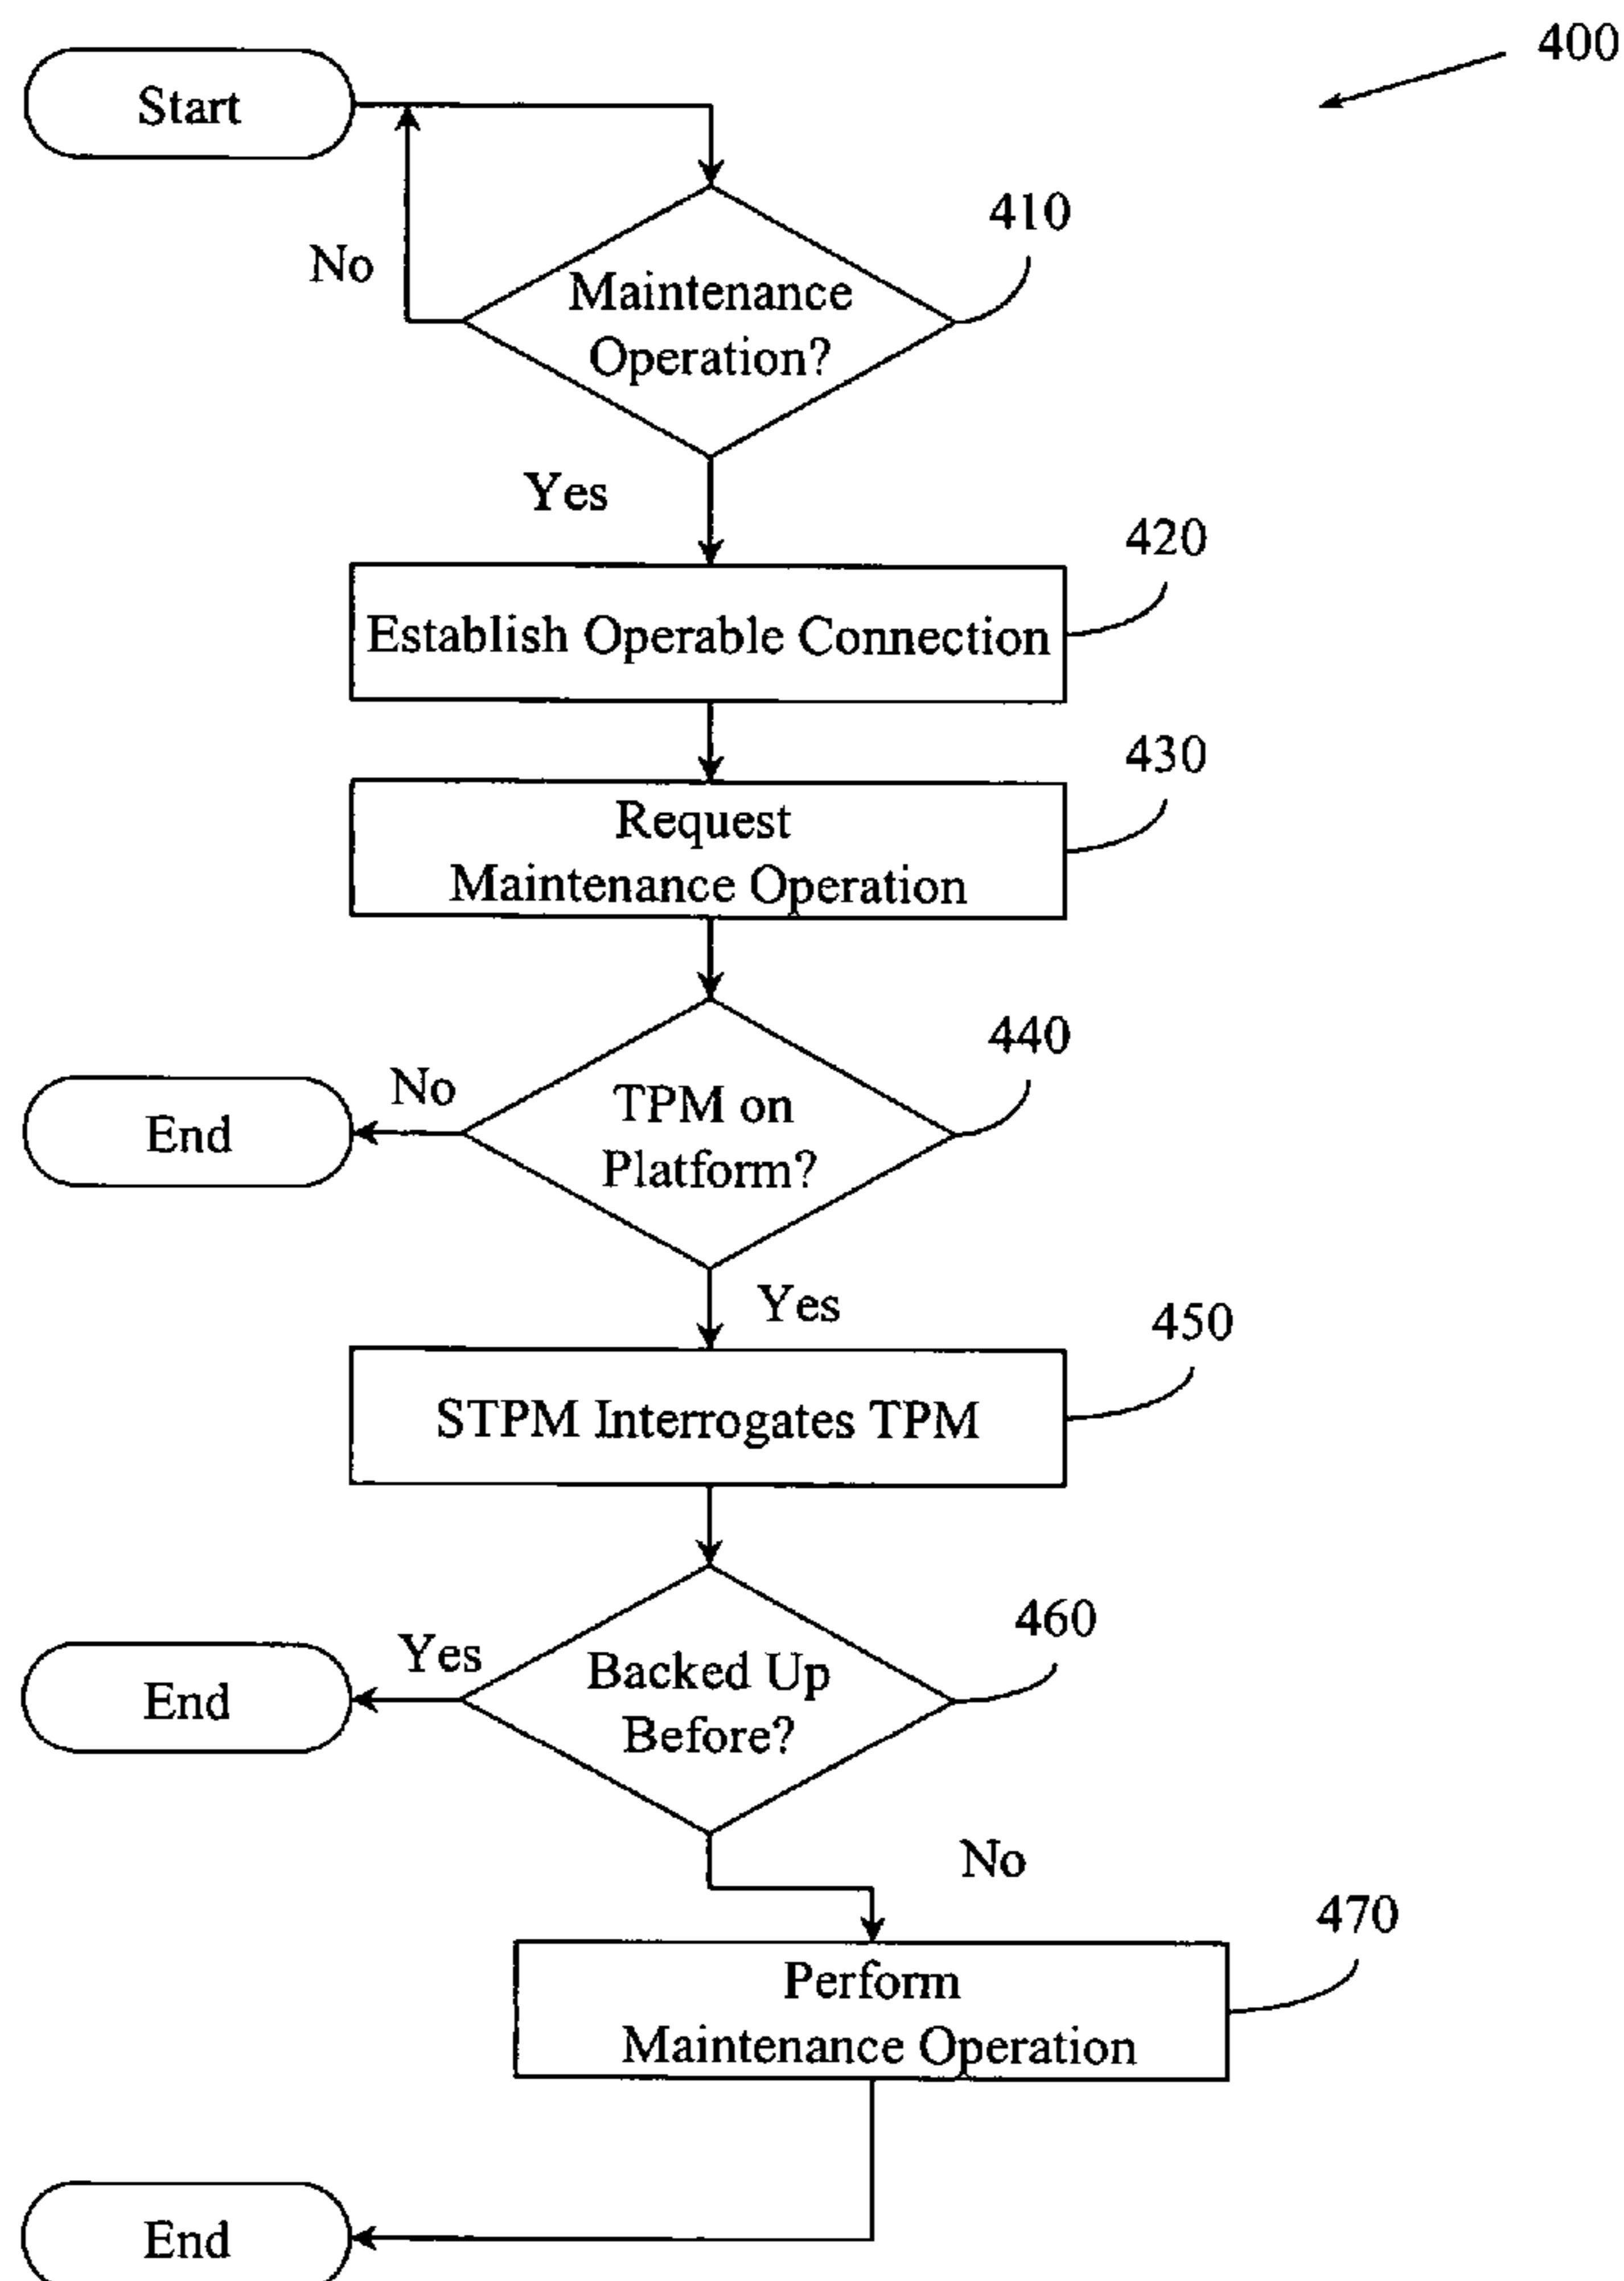 400
Start
410
No
Maintenance
Operation?
Yes
420
Establish Operable Connection
430
Request
Maintenance Operation
440
No
TPM on
Platform?
End
Yes
450
STPM Interrogates TPM
460
Yes
Backed Up
Before?
End
No
470
Perform
Maintenance Operation
End